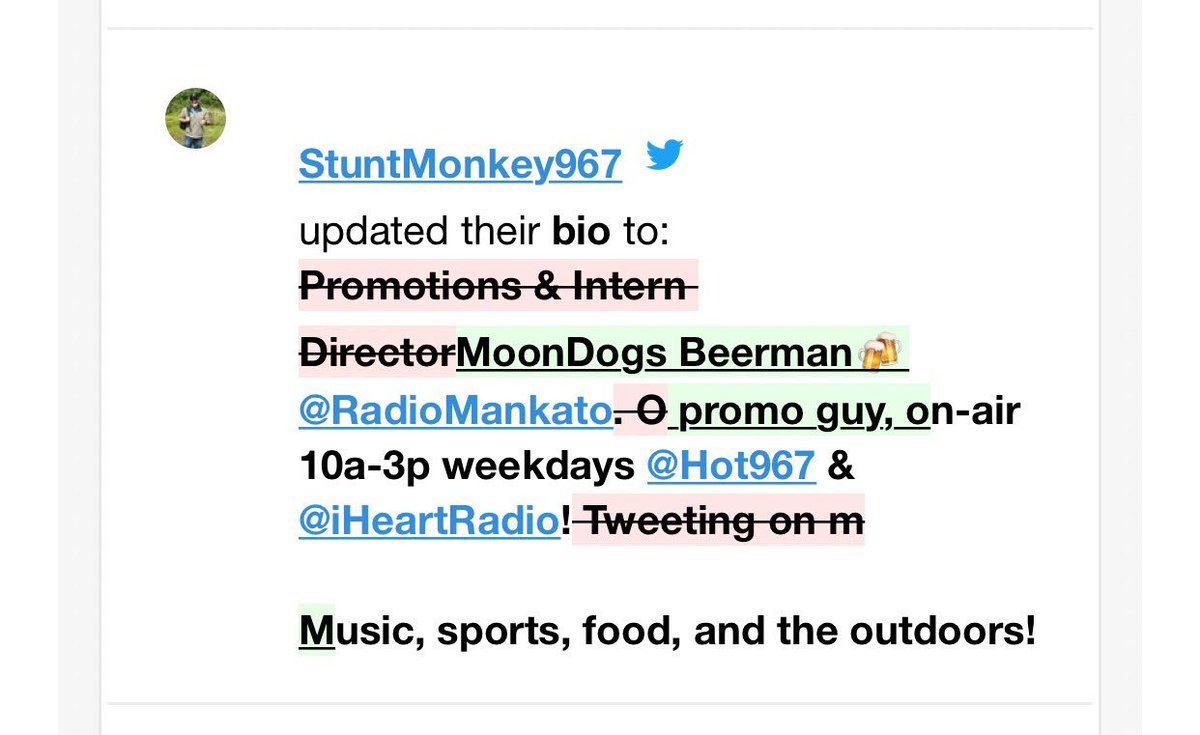 StuntMonkey967
updated their bio to:
Promotions & Intern
DirectorMoonDogs Beerman🍻
@RadioMankato. O promo guy, on-air
10a-3p weekdays @Hot967 &
@iHeartRadio! Tweeting on m
Music, sports, food, and the outdoors!